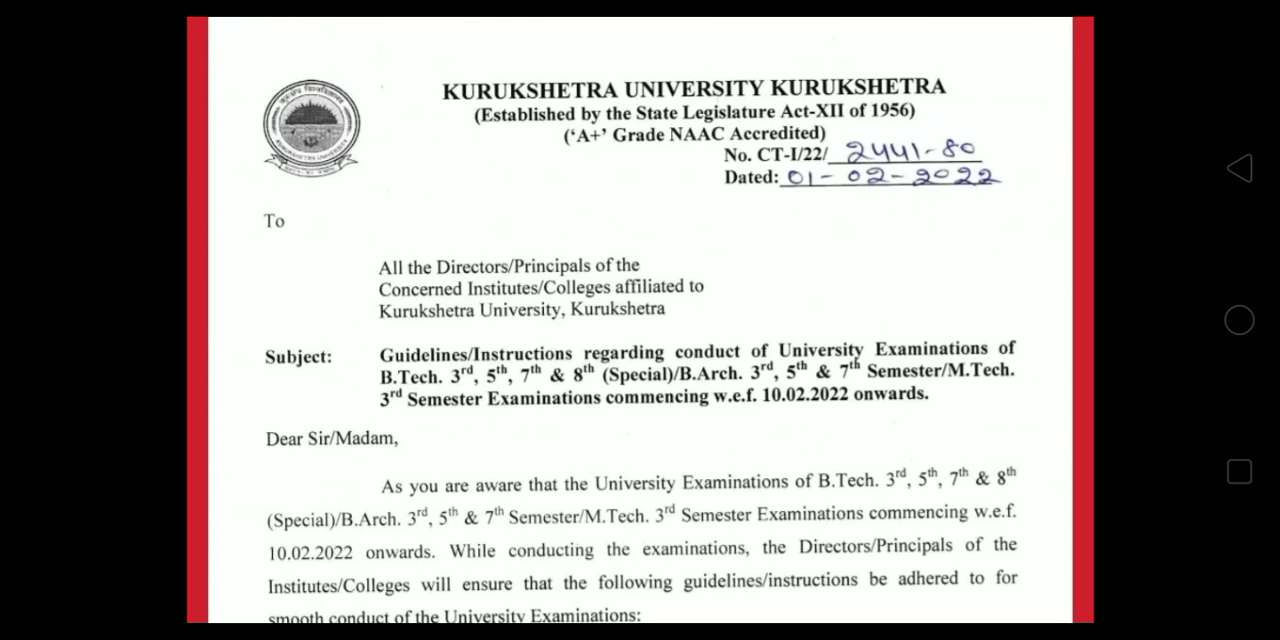 KURUKSHETRA UNIVERSITY KURUKSHETRA
(Established by the State Legislature Act-XII of 1956)
('A+' Grade NAAC Accredited)
No. CT-I/22/ 2441-80
Dated: 01-02-2022
To
All the Directors/Principals of the
Concerned Institutes/Colleges affiliated to
Kurukshetra University, Kurukshetra
Subject: Guidelines/Instructions regarding conduct of University Examinations of
B.Tech. 3rd, 5th, 7th & 8th (Special)/B.Arch. 3rd, 5th & 7th Semester/M.Tech.
3rd Semester Examinations commencing w.e.f. 10.02.2022 onwards.
Dear Sir/Madam,
As you are aware that the University Examinations of B.Tech. 3rd, 5th, 7th & 8th
(Special)/B.Arch. 3rd, 5th & 7th Semester/M.Tech. 3rd Semester Examinations commencing w.e.f.
10.02.2022 onwards. While conducting the examinations, the Directors/Principals of the
Institutes/Colleges will ensure that the following guidelines/instructions be adhered to for
smooth conduct of the University Examinations: